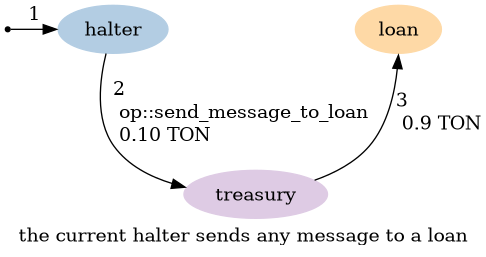 1
halter
loan
2
op::send_message_to_loan
0.10 TON
3
0.9 TON
treasury
the current halter sends any message to a loan